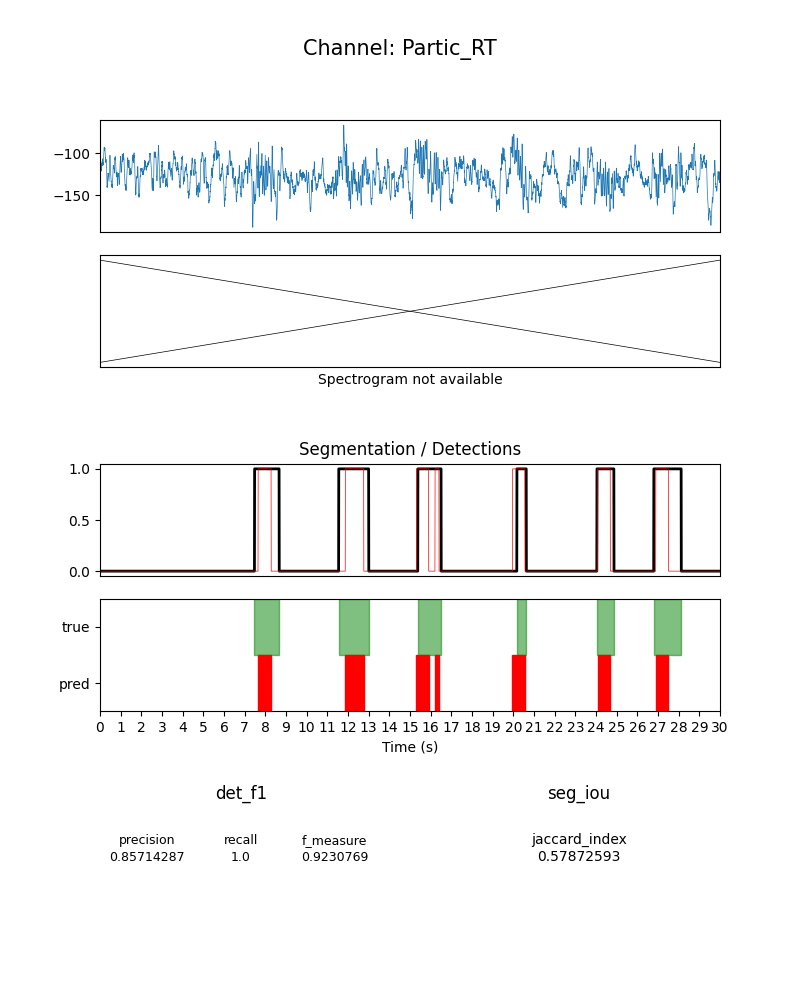 Channel: Partic_RT
−100
−150
Spectrogram not available
Segmentation / Detections
1.0
0.5
0.0
true
pred
0 1 2 3 4 5 6 7 8 9 10 11 12 13 14 15 16 17 18 19 20 21 22 23 24 25 26 27 28 29 30
Time (s)
det_f1 seg_iou
precision recall f_measure jaccard_index
0.85714287 1.0 0.9230769 0.57872593